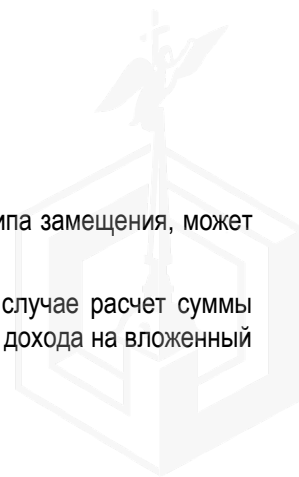 ипа замещения, может
случае расчет суммы
дохода на вложенный